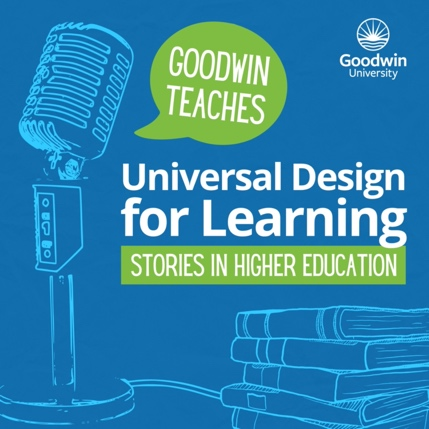 GOODWIN
TEACHES
Goodwin
University
Universal Design
for Learning
STORIES IN HIGHER EDUCATION